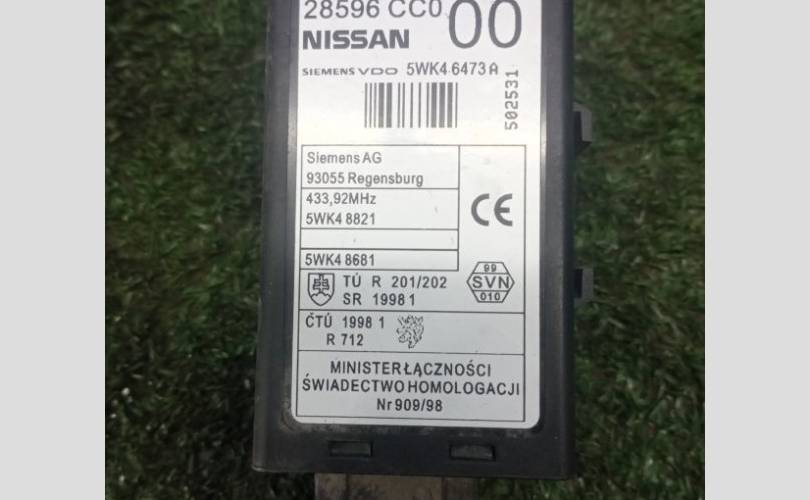 28596 CC0 00
NISSAN
SIEMENS VDO 5WK4 6473 A
502531
Siemens AG
93055 Regensburg
433,92MHz
5WK4 8821
CE
5WK4 8681
TÚ R 201/202
SR 1998 1
99
SVN
010
ČTÚ 1998 1
R 712
MINISTER ŁĄCZNOŚCI
ŚWIADECTWO HOMOLOGACJI
Nr 909/98